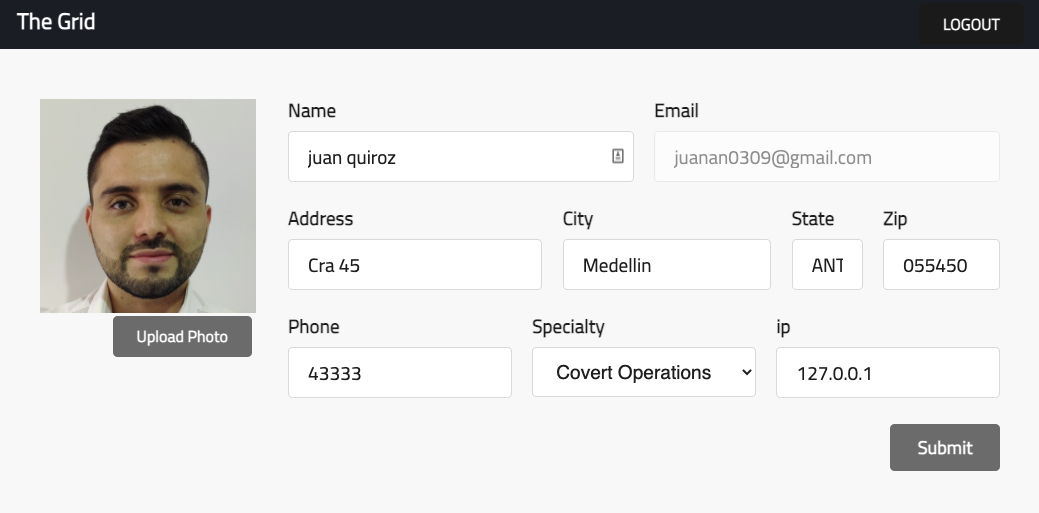 The Grid
LOGOUT
Name
Email
juan quiroz
juanan0309@gmail.com
Address
City
State
Zip
Cra 45
Medellin
ANT
055450
Upload Photo
Phone
Specialty
ip
43333
Covert Operations
127.0.0.1
Submit